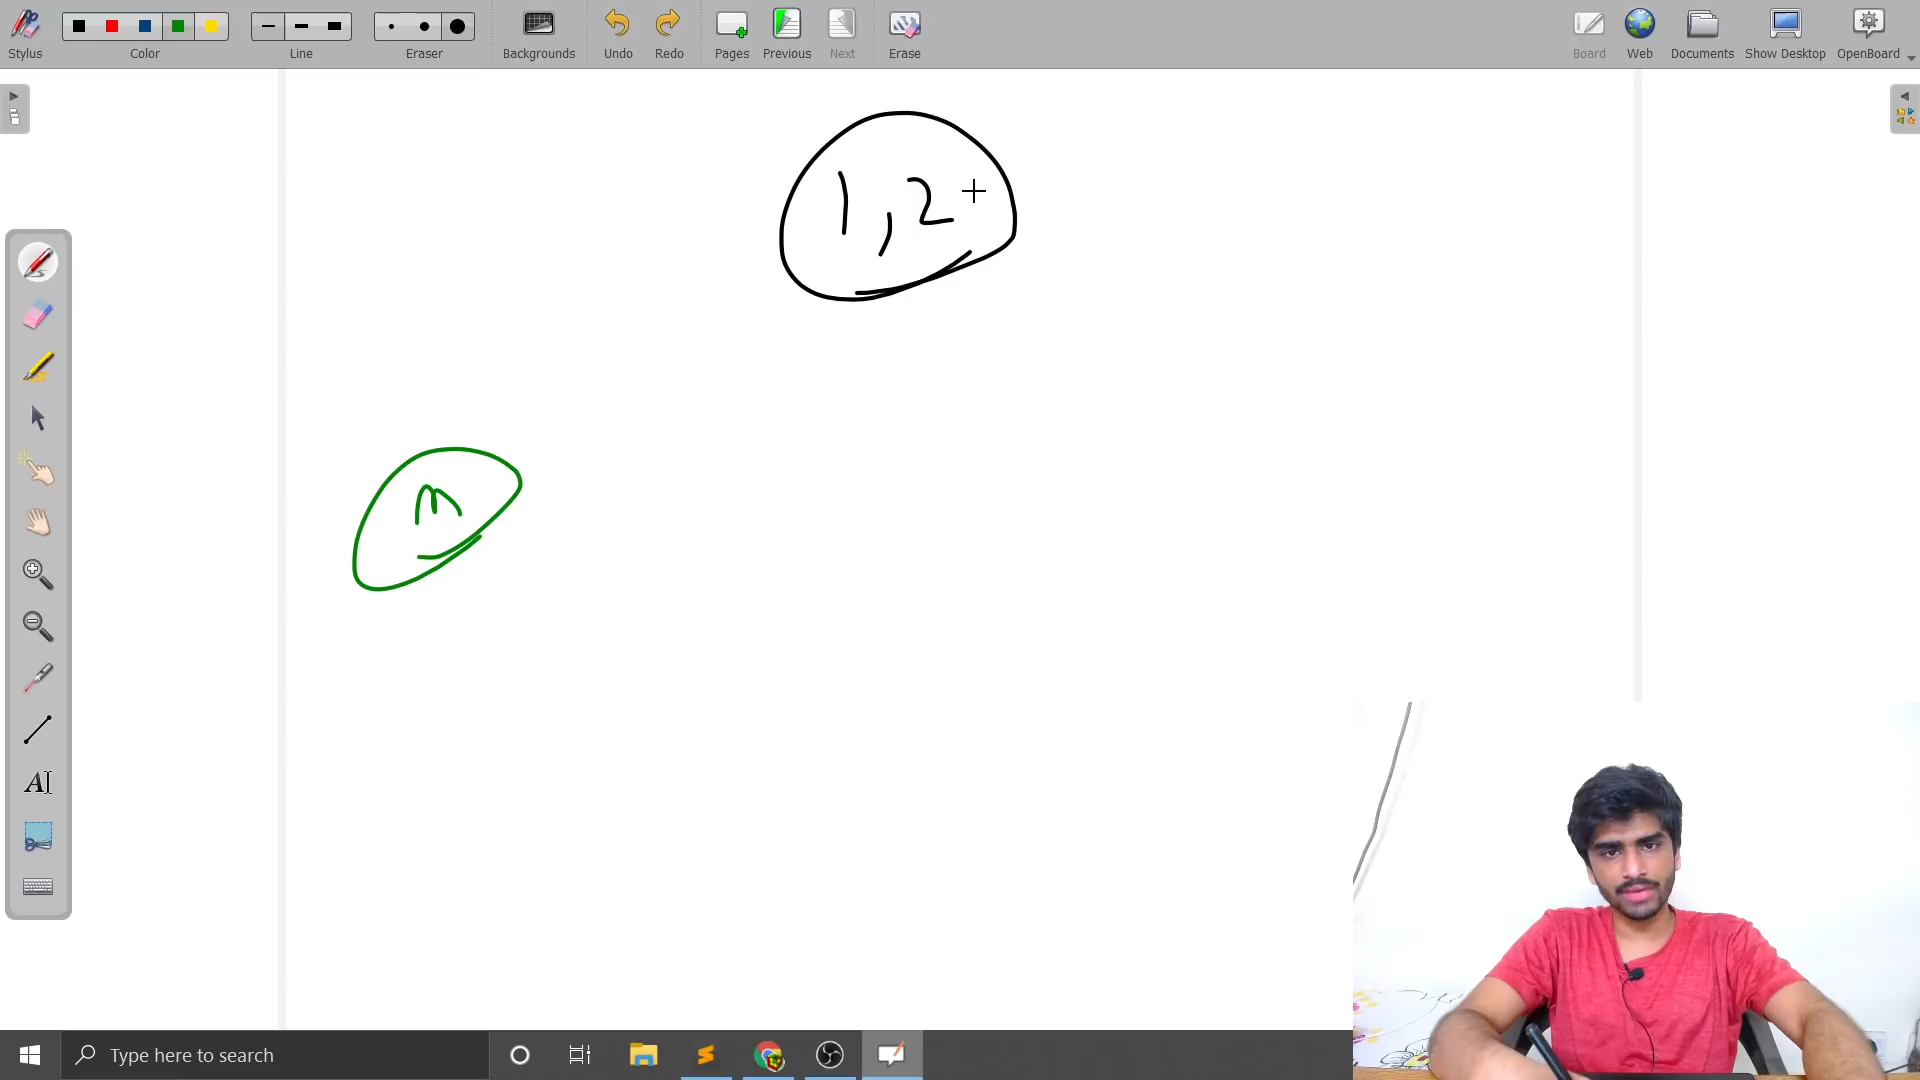 Stylus Color Line Eraser Backgrounds Undo Redo Pages Previous Next Erase Board Web Documents Show Desktop OpenBoard
1,2
m
Type here to search